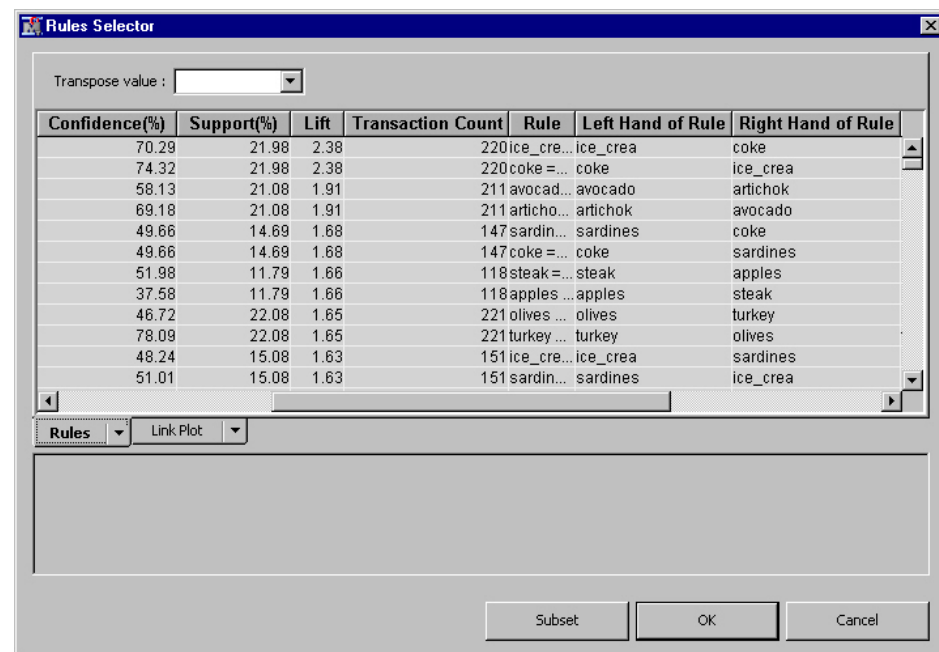 Rules Selector
Transpose value :
Confidence(%) Support(%) Lift Transaction Count Rule Left Hand of Rule Right Hand of Rule
70.29 21.98 2.38 220 ice_cre... ice_crea coke
74.32 21.98 2.38 220 coke =... coke ice_crea
58.13 21.08 1.91 211 avocad... avocado artichok
69.18 21.08 1.91 211 articho... artichok avocado
49.66 14.69 1.68 147 sardin... sardines coke
49.66 14.69 1.68 147 coke =... coke sardines
51.98 11.79 1.66 118 steak =... steak apples
37.58 11.79 1.66 118 apples ... apples steak
46.72 22.08 1.65 221 olives ... olives turkey
78.09 22.08 1.65 221 turkey ... turkey olives
48.24 15.08 1.63 151 ice_cre... ice_crea sardines
51.01 15.08 1.63 151 sardin... sardines ice_crea
Rules Link Plot
Subset OK Cancel